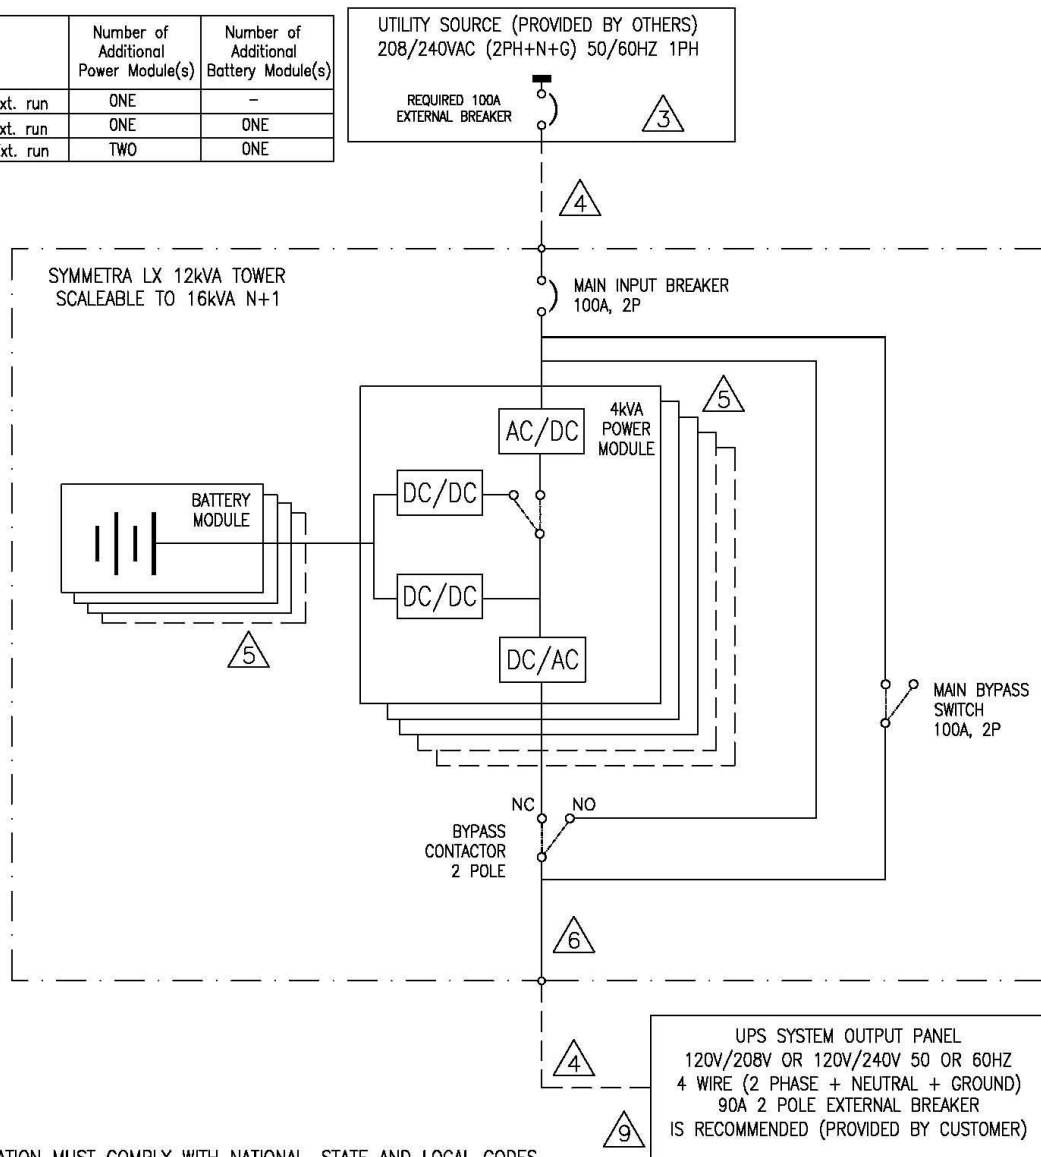 Number of Additional Power Module(s)
Number of Additional Battery Module(s)
xt. run ONE –
xt. run ONE ONE
xt. run TWO ONE
UTILITY SOURCE (PROVIDED BY OTHERS)
208/240VAC (2PH+N+G) 50/60HZ 1PH
REQUIRED 100A
EXTERNAL BREAKER
3
4
SYMMETRA LX 12kVA TOWER
SCALEABLE TO 16kVA N+1
MAIN INPUT BREAKER
100A, 2P
5
4kVA
POWER
MODULE
AC/DC
DC/DC
BATTERY
MODULE
DC/DC
5
DC/AC
MAIN BYPASS
SWITCH
100A, 2P
NC NO
BYPASS
CONTACTOR
2 POLE
6
4
UPS SYSTEM OUTPUT PANEL
120V/208V OR 120V/240V 50 OR 60HZ
4 WIRE (2 PHASE + NEUTRAL + GROUND)
90A 2 POLE EXTERNAL BREAKER
IS RECOMMENDED (PROVIDED BY CUSTOMER)
9
ATION MUST COMPLY WITH NATIONAL, STATE AND LOCAL CODES